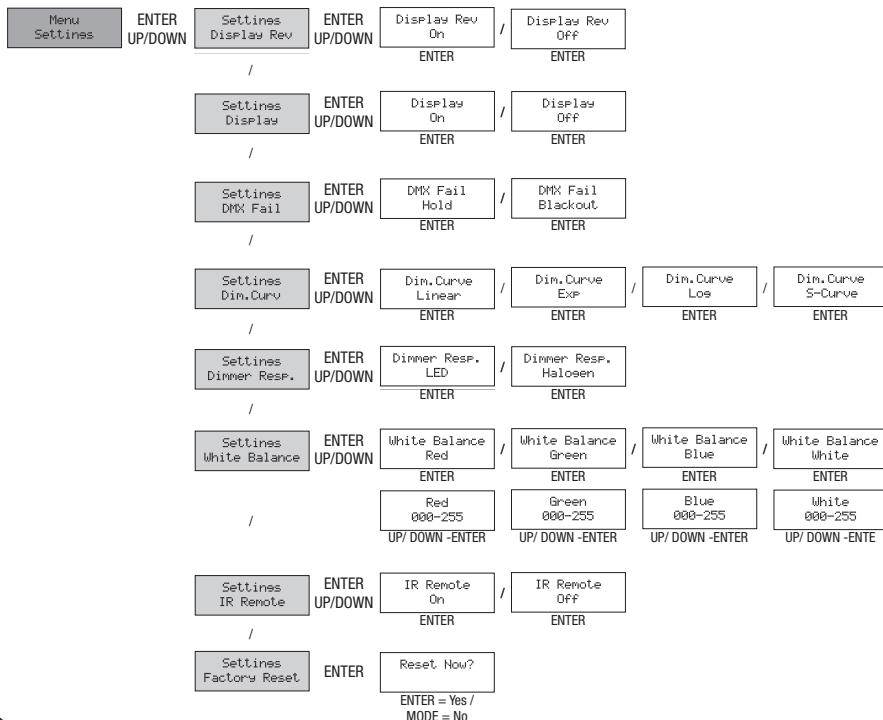 Menu
Settings
ENTER
UP/DOWN
Settings
Display Rev
ENTER
UP/DOWN
Display Rev
On
ENTER
/
Display Rev
Off
ENTER
/
Settings
Display
ENTER
UP/DOWN
Display
On
ENTER
/
Display
Off
ENTER
/
Settings
DMX Fail
ENTER
UP/DOWN
DMX Fail
Hold
ENTER
/
DMX Fail
Blackout
ENTER
/
Settings
Dim.Curv
ENTER
UP/DOWN
Dim.Curve
Linear
ENTER
/
Dim.Curve
Exp
ENTER
/
Dim.Curve
Log
ENTER
/
Dim.Curve
S-Curve
ENTER
/
Settings
Dimmer Resp.
ENTER
UP/DOWN
Dimmer Resp.
LED
ENTER
/
Dimmer Resp.
Halogen
ENTER
/
Settings
White Balance
ENTER
UP/DOWN
White Balance
Red
ENTER
/
White Balance
Green
ENTER
/
White Balance
Blue
ENTER
/
White Balance
White
ENTER
/
Red
000-255
UP/ DOWN -ENTER
Green
000-255
UP/ DOWN -ENTER
Blue
000-255
UP/ DOWN -ENTER
White
000-255
UP/ DOWN -ENTE
Settings
IR Remote
ENTER
UP/DOWN
IR Remote
On
ENTER
/
IR Remote
Off
ENTER
/
Settings
Factory Reset
ENTER
Reset Now?
ENTER = Yes /
MODE = No